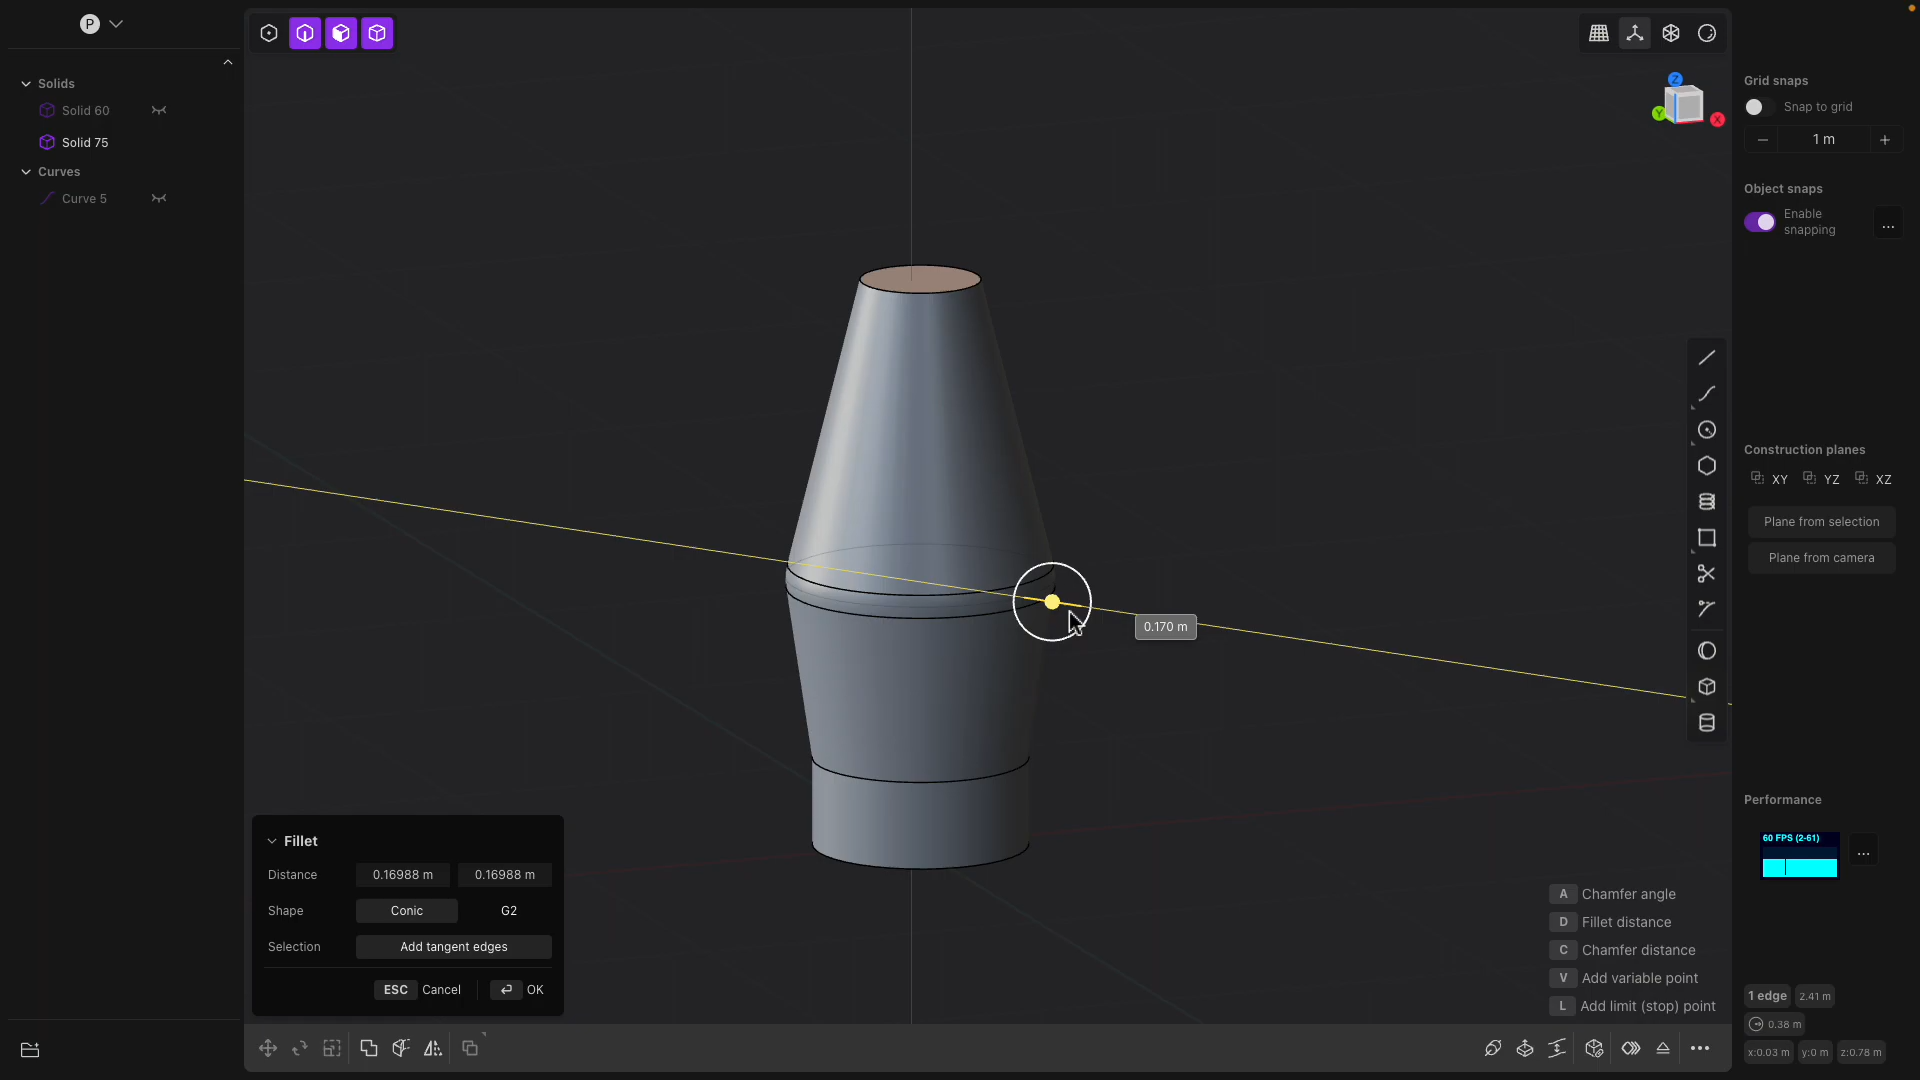 P
Solids
Solid 60
Solid 75
Curves
Curve 5
Z
Y
X
0.170 m
Fillet
Distance 0.16988 m 0.16988 m
Shape Conic G2
Selection Add tangent edges
ESC Cancel OK
A Chamfer angle
D Fillet distance
C Chamfer distance
V Add variable point
L Add limit (stop) point
Grid snaps
Snap to grid
1 m
Object snaps
Enable
snapping
...
Construction planes
XY YZ XZ
Plane from selection
Plane from camera
Performance
60 FPS (2-61)
...
1 edge 2.41 m
0.38 m
x:0.03 m y:0 m z:0.78 m